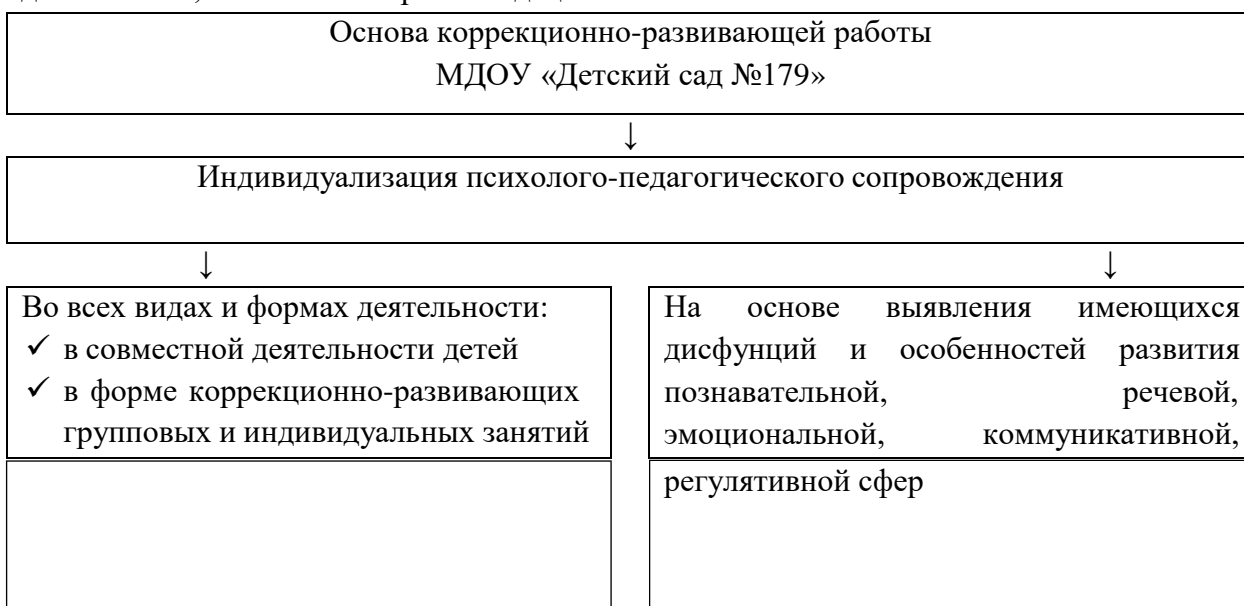 Основа коррекционно-развивающей работы
МДОУ «Детский сад №179»
↓
Индивидуализация психолого-педагогического сопровождения
↓ ↓
Во всех видах и формах деятельности:
✓ в совместной деятельности детей
✓ в форме коррекционно-развивающих
групповых и индивидуальных занятий
На основе выявления имеющихся
дисфунций и особенностей развития
познавательной, речевой,
эмоциональной, коммуникативной,
регулятивной сфер